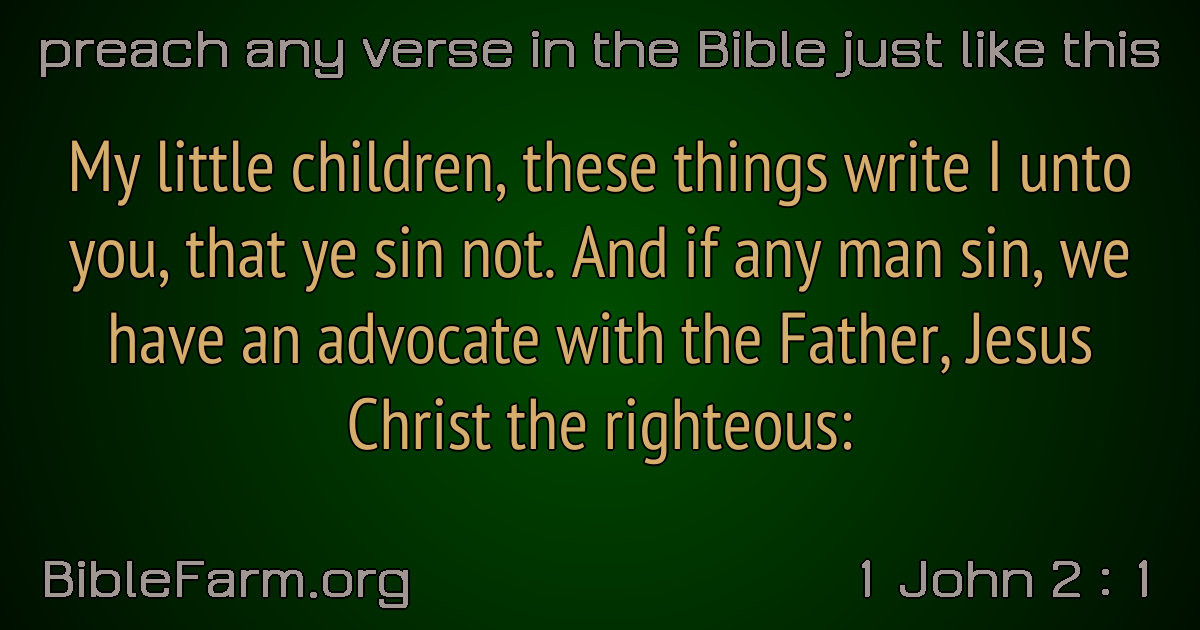 preach any verse in the Bible just like this
My little children, these things write I unto
you, that ye sin not. And if any man sin, we
have an advocate with the Father, Jesus
Christ the righteous:
BibleFarm.org
1 John 2 : 1